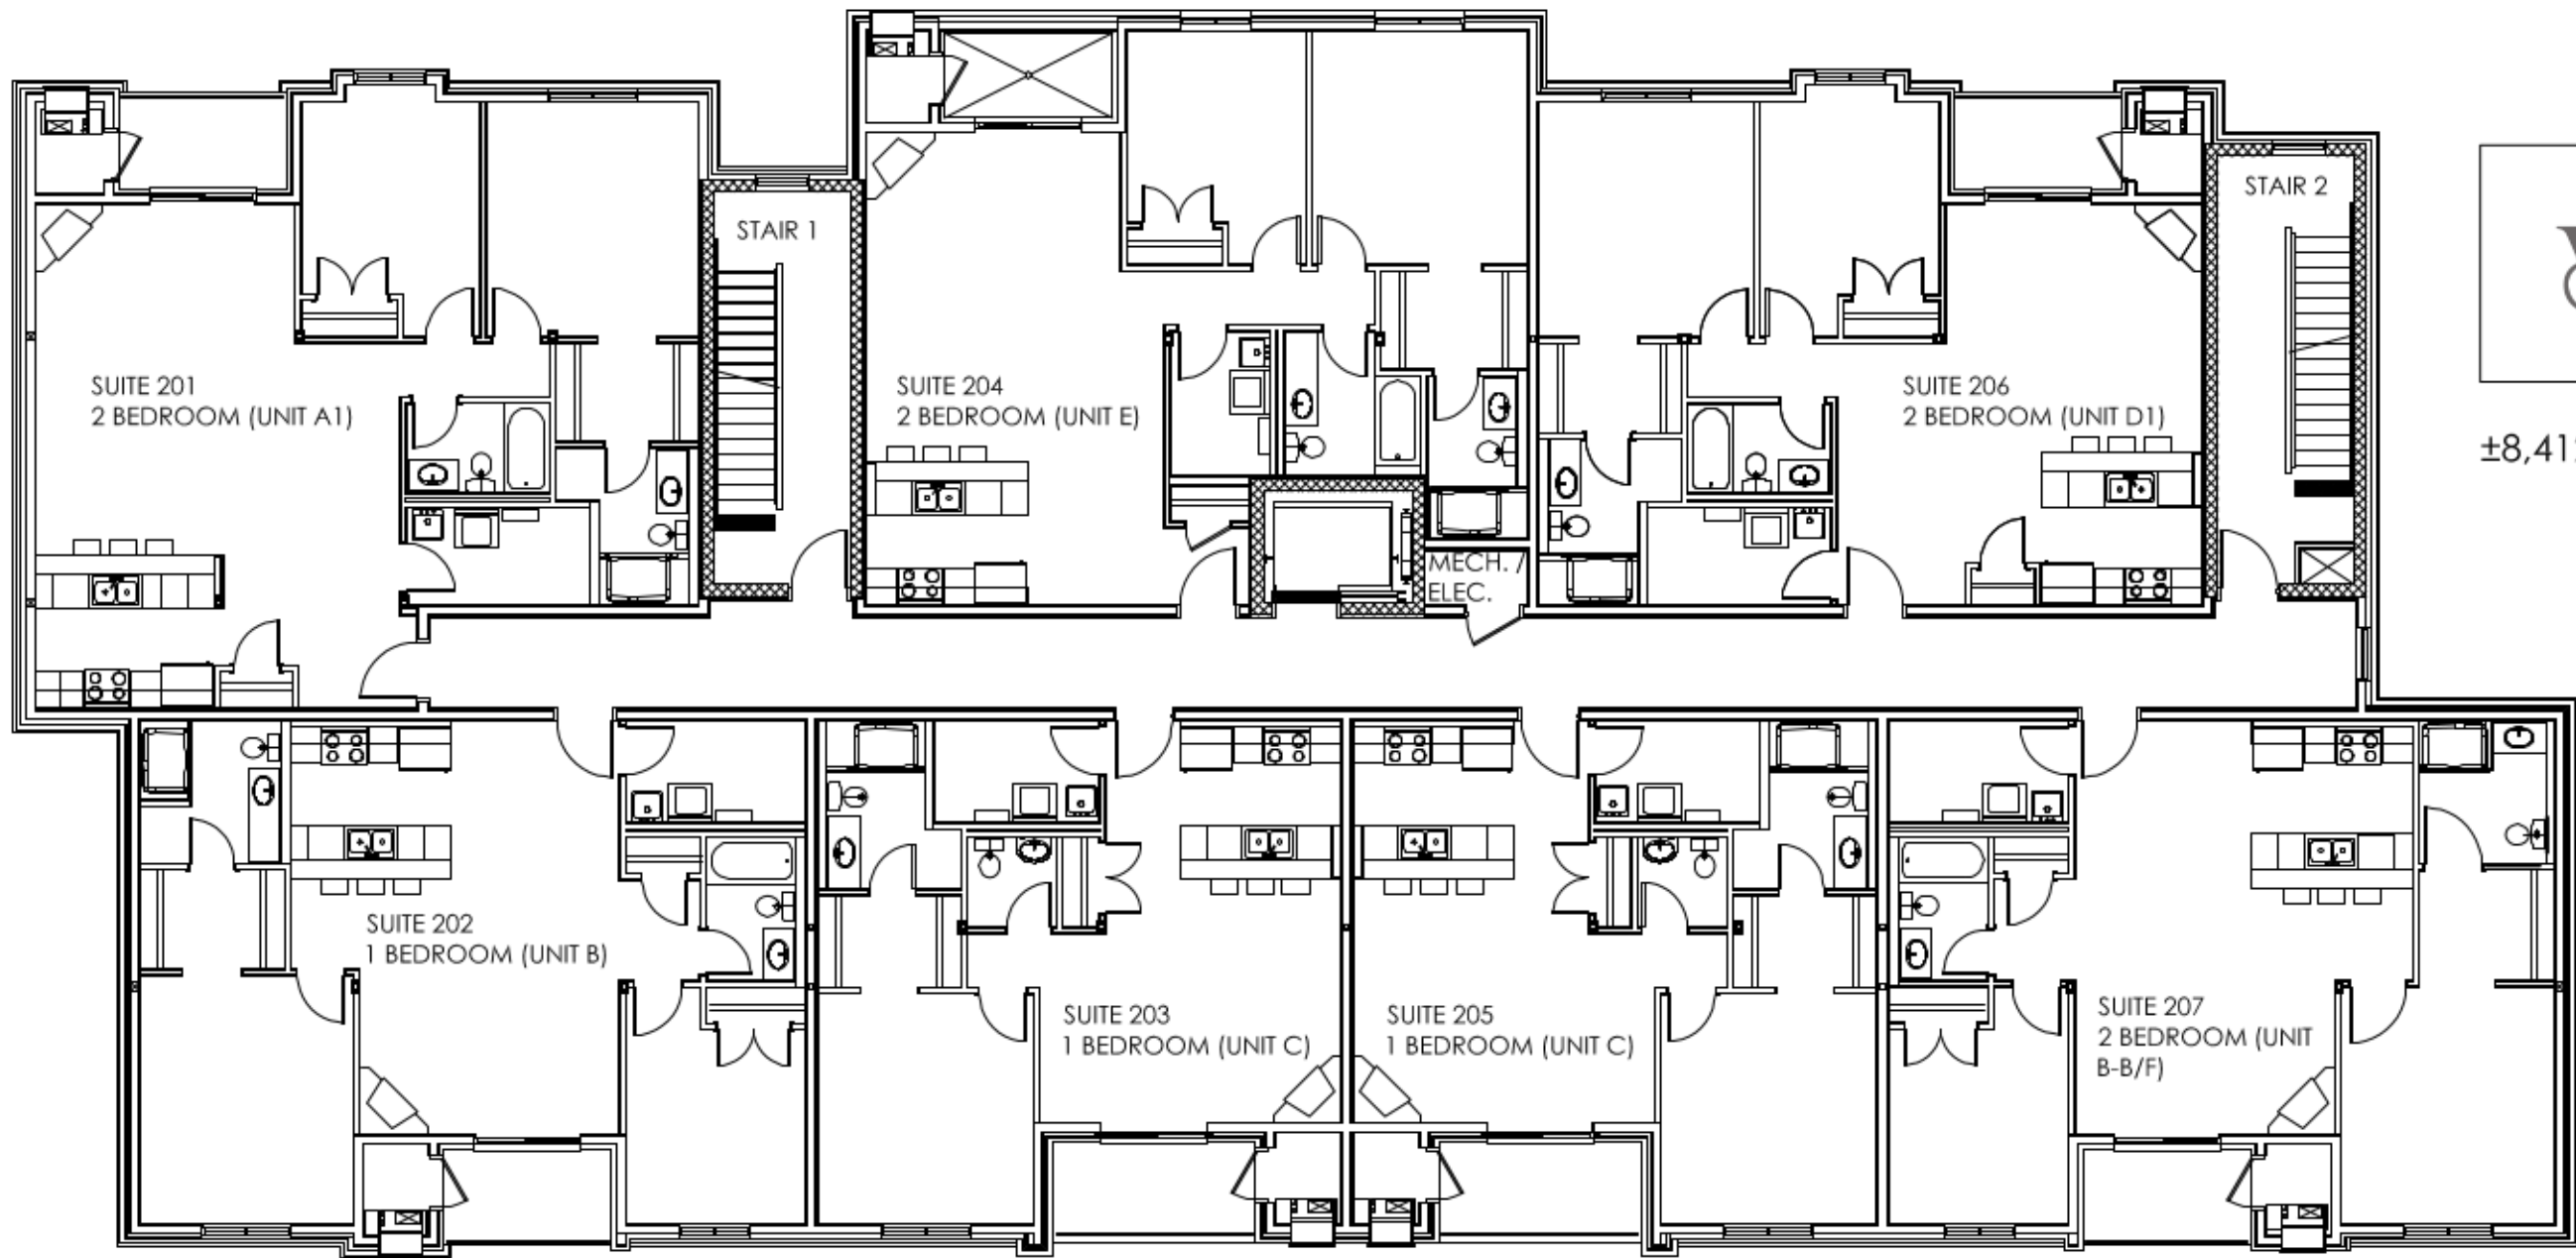 STAIR 2
STAIR 1
SUITE 201
2 BEDROOM (UNIT A1)
SUITE 204
2 BEDROOM (UNIT E)
SUITE 206
2 BEDROOM (UNIT D1)
MECH. /
ELEC.
SUITE 202
1 BEDROOM (UNIT B)
SUITE 203
1 BEDROOM (UNIT C)
SUITE 205
1 BEDROOM (UNIT C)
SUITE 207
2 BEDROOM (UNIT
B-B/F)